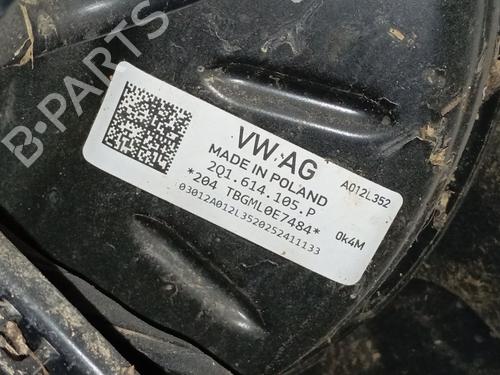 B-PARTS
VW AG
MADE IN POLAND
2Q1.614.105.P
*204 TBGML0E7484*
03012A012L3520252411133
A012L352
0k4M